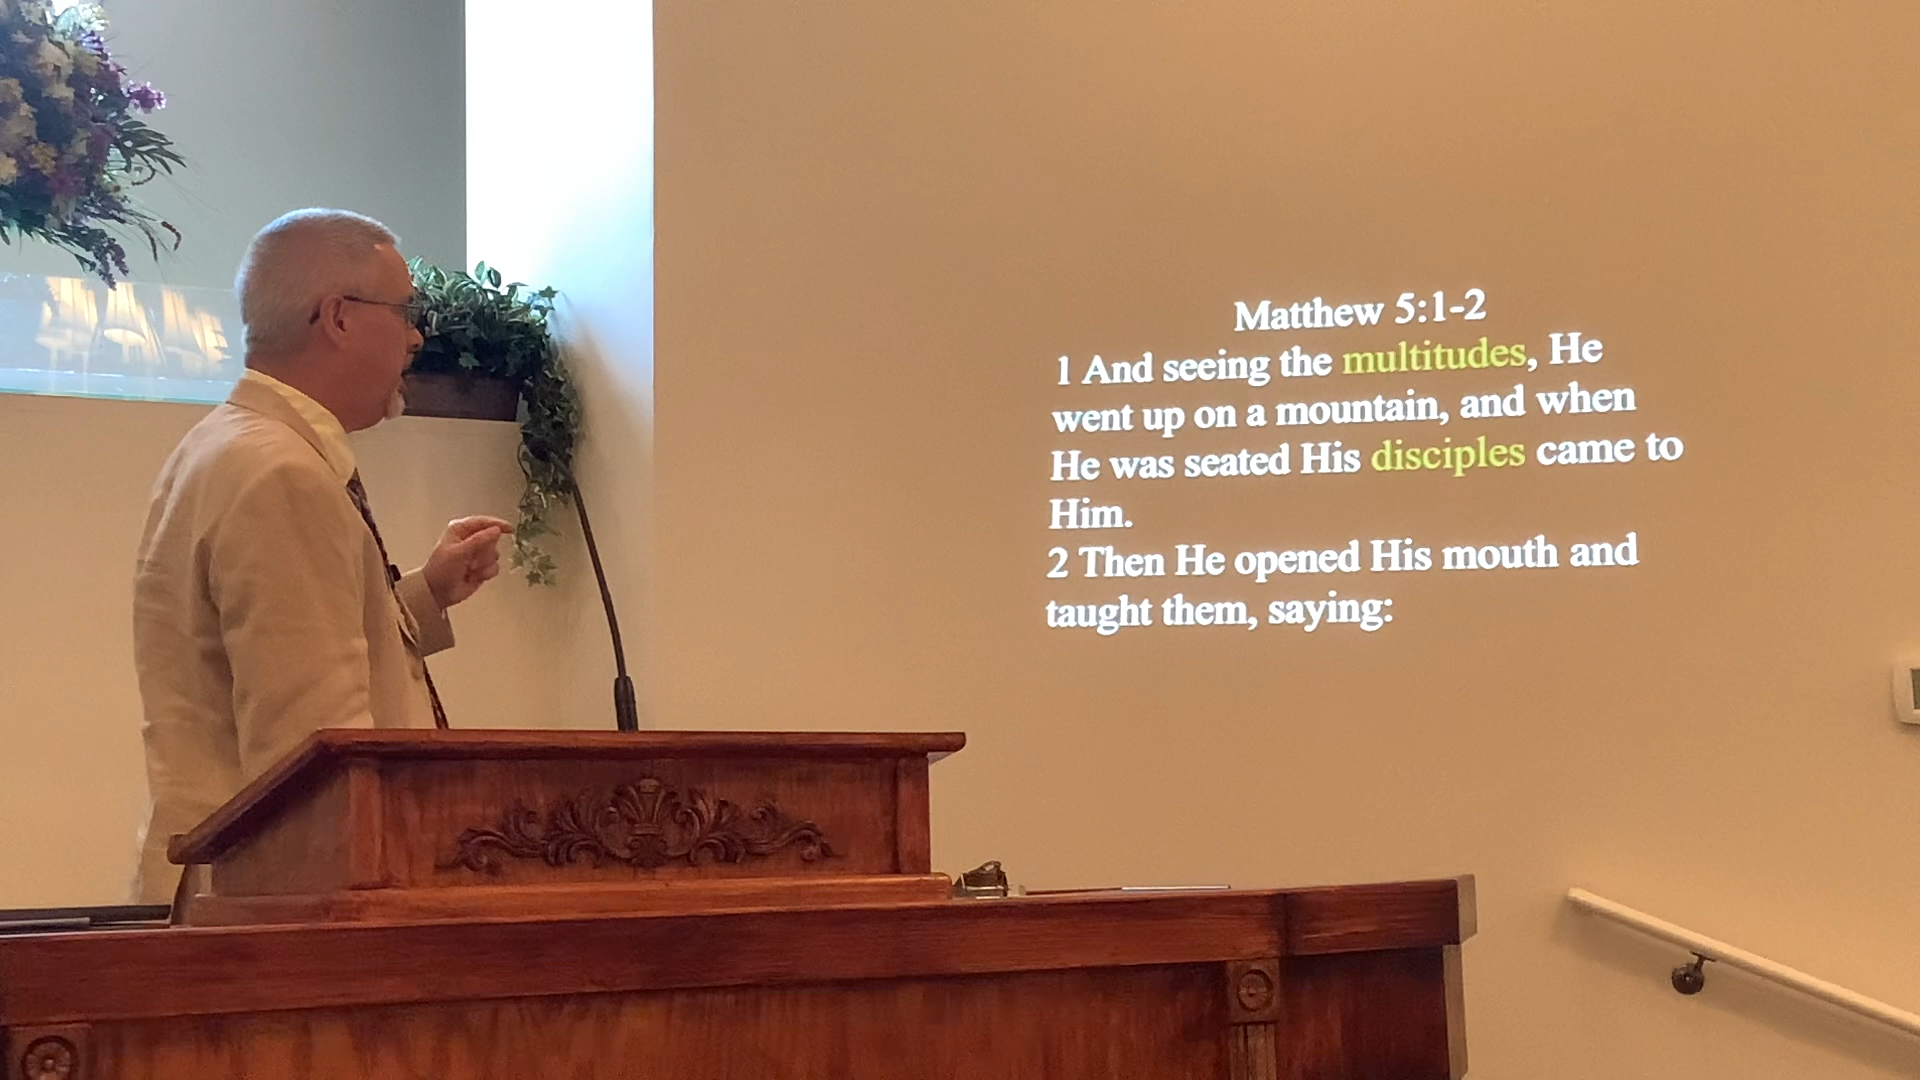 Matthew 5:1-2
1 And seeing the multitudes, He
went up on a mountain, and when
He was seated His disciples came to
Him.
2 Then He opened His mouth and
taught them, saying: